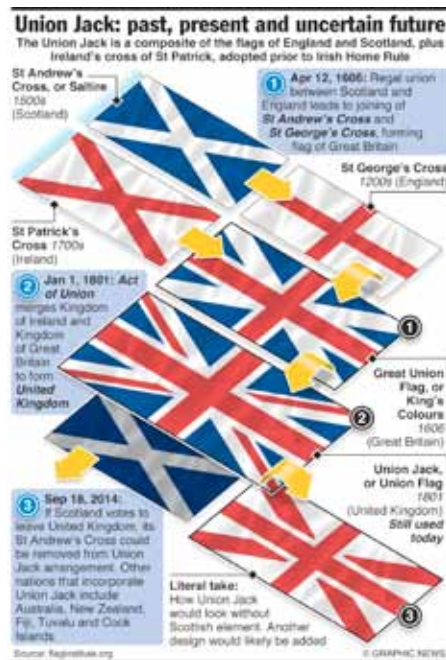 Union Jack: past, present and uncertain future
The Union Jack is a composite of the flags of England and Scotland, plus
Ireland's cross of St Patrick, adopted prior to Irish Home Rule
St Andrew's
Cross, or Saltire
1500s
(Scotland)
1 Apr 12, 1606: Regal union
between Scotland and
England leads to joining of
St Andrew's Cross and
St George's Cross, forming
flag of Great Britain
St George's Cross
1200s (England)
St Patrick's
Cross 1700s
(Ireland)
2 Jan 1, 1801: Act
of Union
merges Kingdom
of Ireland and
Kingdom
of Great
Britain
to form
United
Kingdom
1
Great Union
Flag, or
King's
Colours
1606
(Great Britain)
2
Union Jack,
or Union Flag
1801
(United Kingdom)
Still used
today
3 Sep 18, 2014:
If Scotland votes to
leave United Kingdom, its
St Andrew's Cross could
be removed from Union
Jack arrangement. Other
nations that incorporate
Union Jack include
Australia, New Zealand,
Fiji, Tuvalu and Cook
Islands
Literal take:
How Union Jack
would look without
Scottish element. Another
design would likely be added
3
Source: flaginstitute.org
© GRAPHIC NEWS